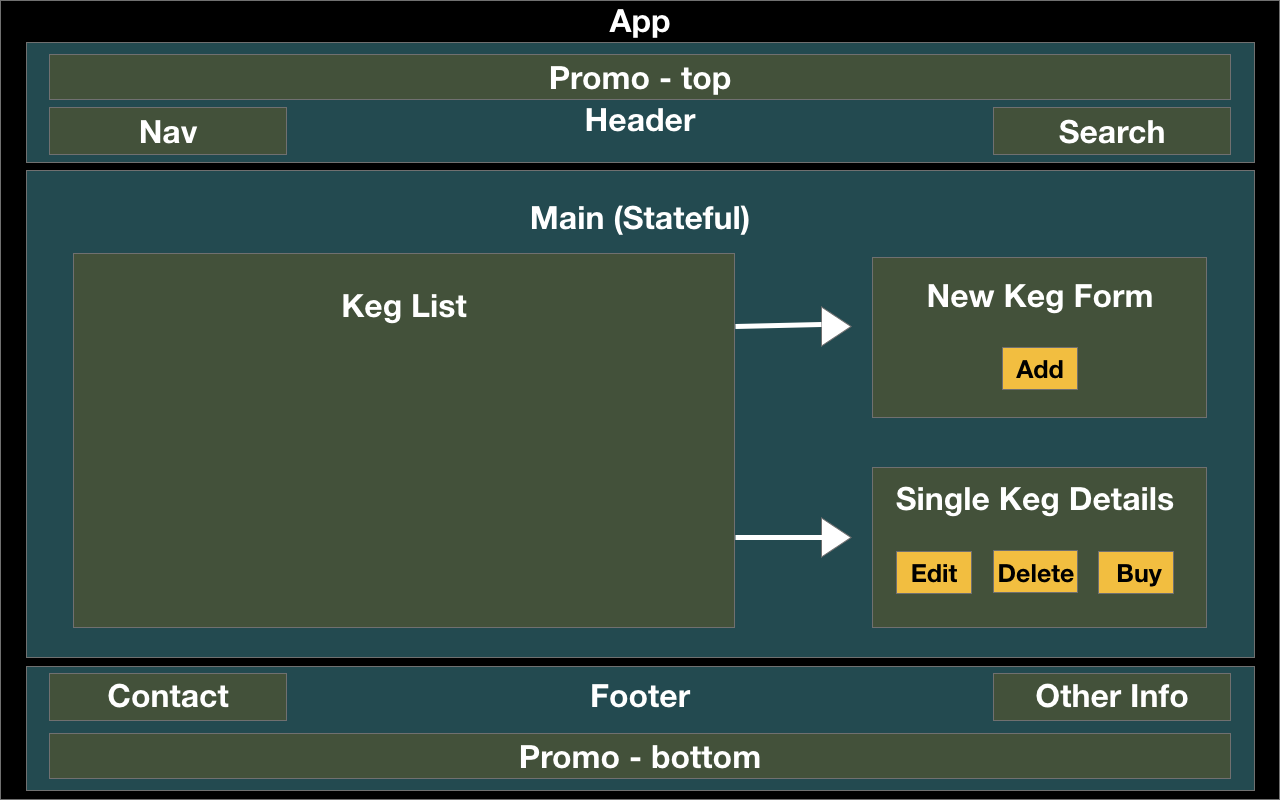 App
Promo - top
Nav
Header
Search
Main (Stateful)
Keg List
New Keg Form
Add
Single Keg Details
Edit
Delete
Buy
Contact
Footer
Other Info
Promo - bottom